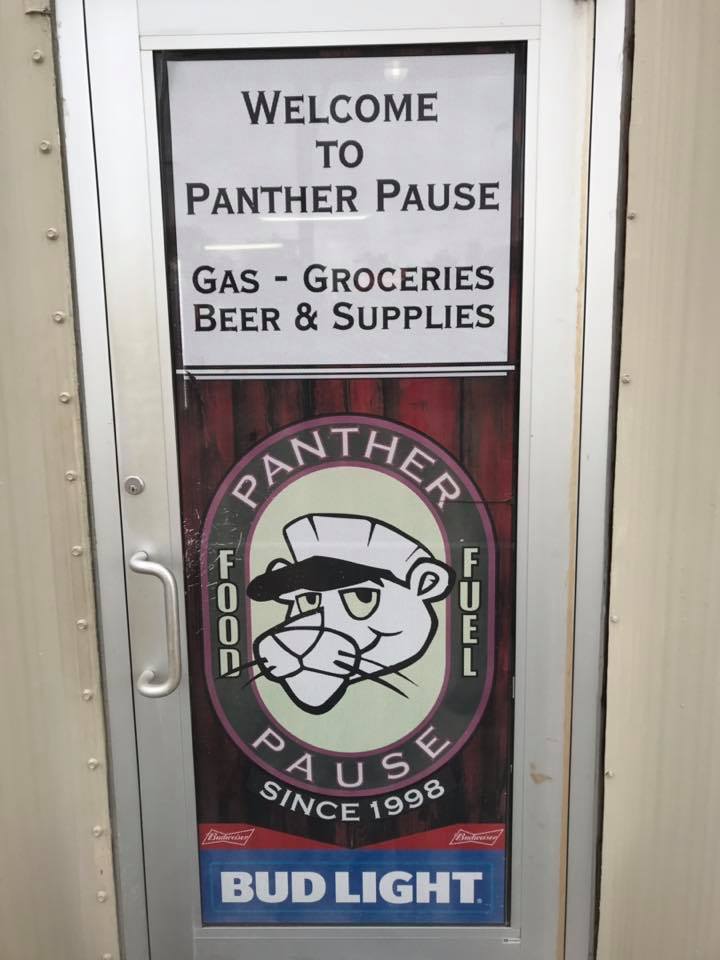 WELCOME
TO
PANTHER PAUSE
GAS - GROCERIES
BEER & SUPPLIES
PANTHER
FOOD
FUEL
PAUSE
SINCE 1998
Budweiser
Budweiser
BUD LIGHT.